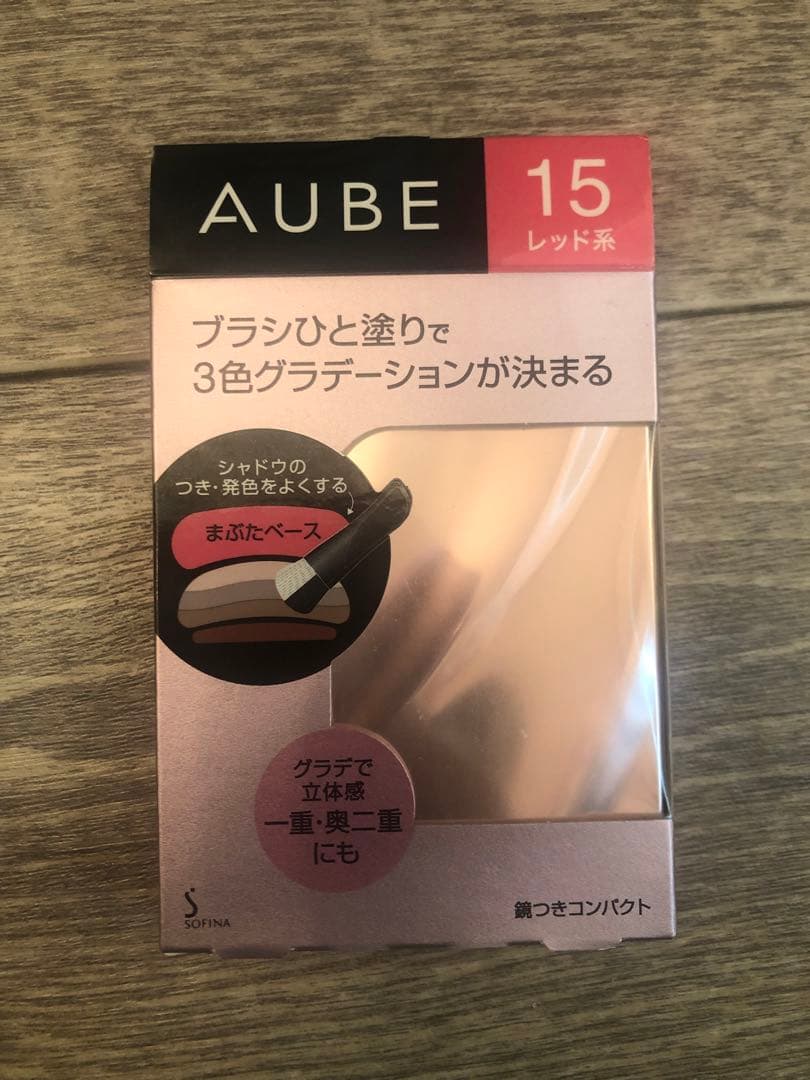 AUBE
15
レッド系
ブラシひと塗りで
3色グラデーションが決まる
シャドウの
つき・発色をよくする
まぶたベース
グラデで
立体感
一重・奥二重
にも
SOFINA
鏡つきコンパクト